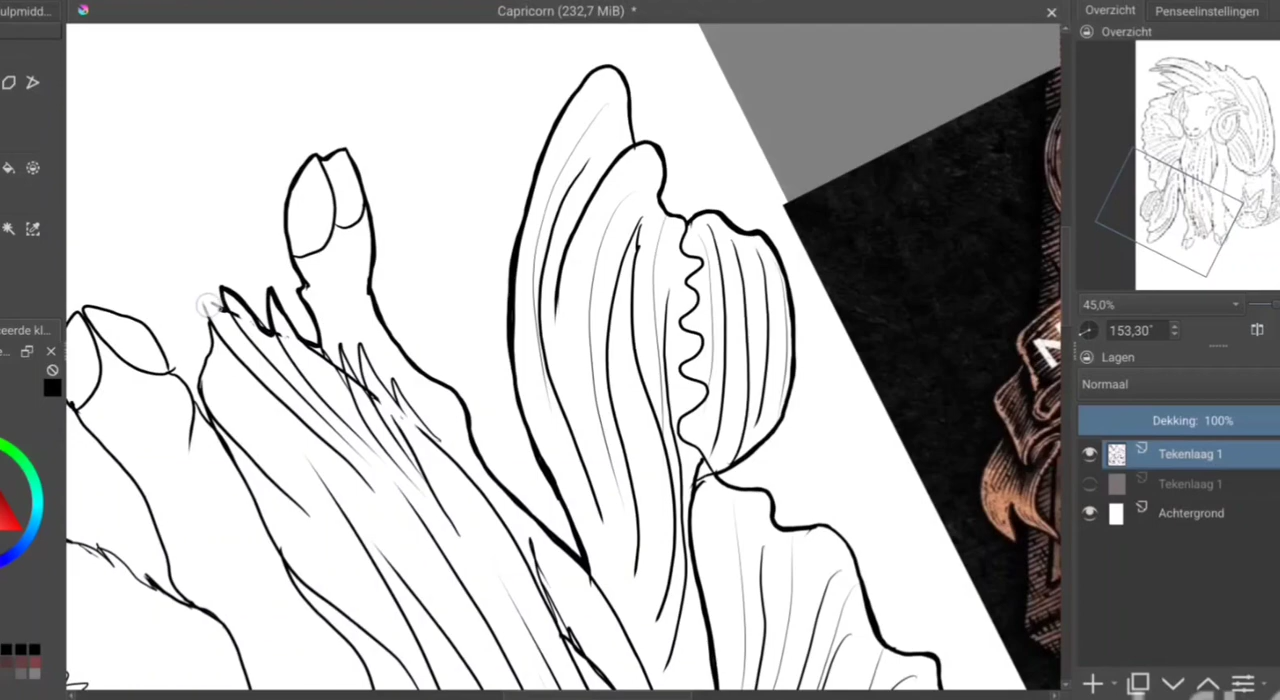 ulpmidd...
Capricorn (232,7 MiB) *
Overzicht
Penseelinstellingen
Overzicht
45,0%
153,30°
Lagen
Normaal
Dekking: 100%
Tekenlaag 1
Tekenlaag 1
Achtergrond
ceerde kl...
e...